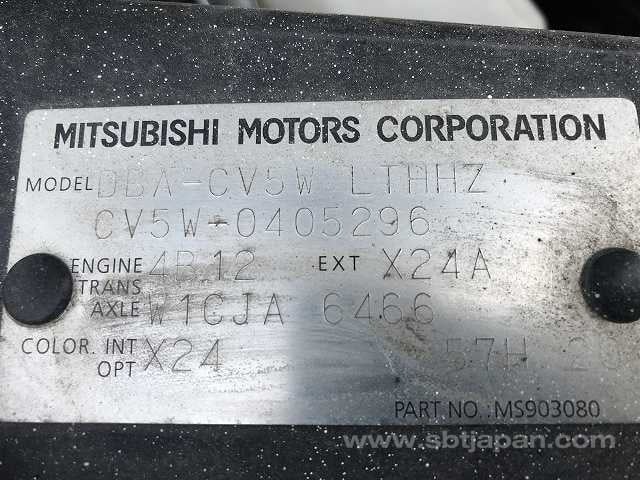 MITSUBISHI MOTORS CORPORATION
MODEL DBA-CV5W LTHHZ
CV5W-0405296
ENGINE 4B12 EXT X24A
TRANS
AXLE W1CJA 6466
COLOR. INT X24 57H
OPT
PART NO.: MS903080
www.sbtjapan.com